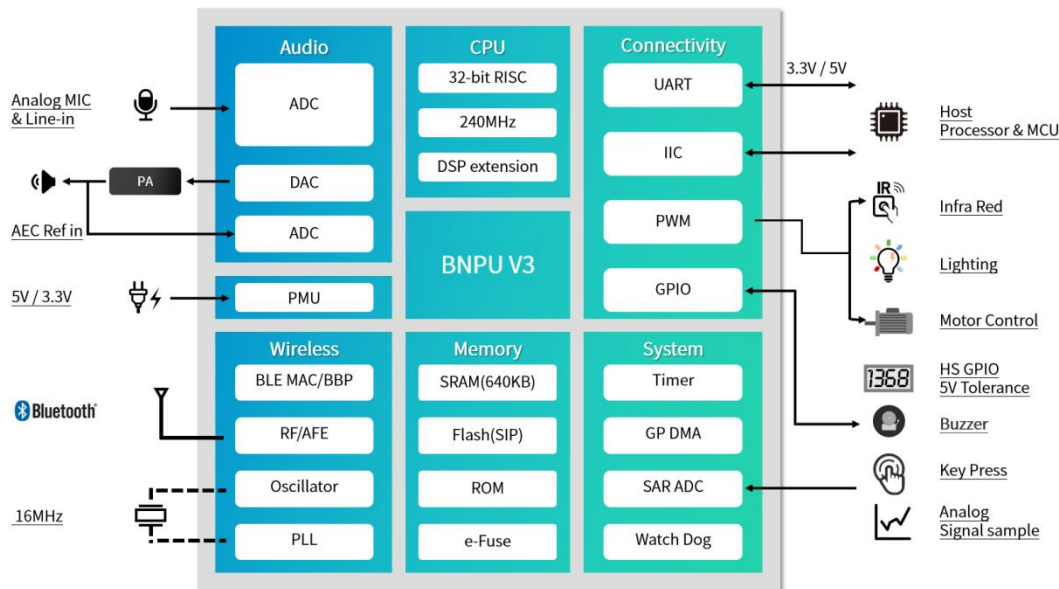 Audio
ADC
DAC
ADC
PMU
CPU
32-bit RISC
240MHz
DSP extension
BNPU V3
Connectivity
UART
IIC
PWM
GPIO
Wireless
BLE MAC/BBP
RF/AFE
Oscillator
PLL
Memory
SRAM(640KB)
Flash(SIP)
ROM
e-Fuse
System
Timer
GP DMA
SAR ADC
Watch Dog
Analog MIC
& Line-in
PA
AEC Ref in
5V / 3.3V
Bluetooth®
16MHz
3.3V / 5V
Host
Processor & MCU
IR
Infra Red
Lighting
Motor Control
1368
HS GPIO
5V Tolerance
Buzzer
Key Press
Analog
Signal sample